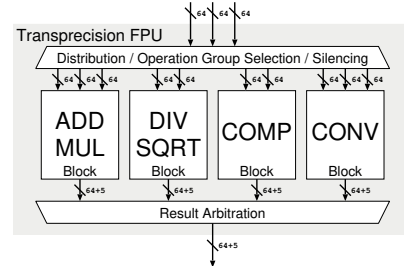 64 64 64
Transprecision FPU
Distribution / Operation Group Selection / Silencing
64 64 64 64 64 64 64 64 64 64
ADD
MUL
Block
DIV
SQRT
Block
COMP
Block
CONV
Block
64+5 64+5 64+5 64+5
Result Arbitration
64+5